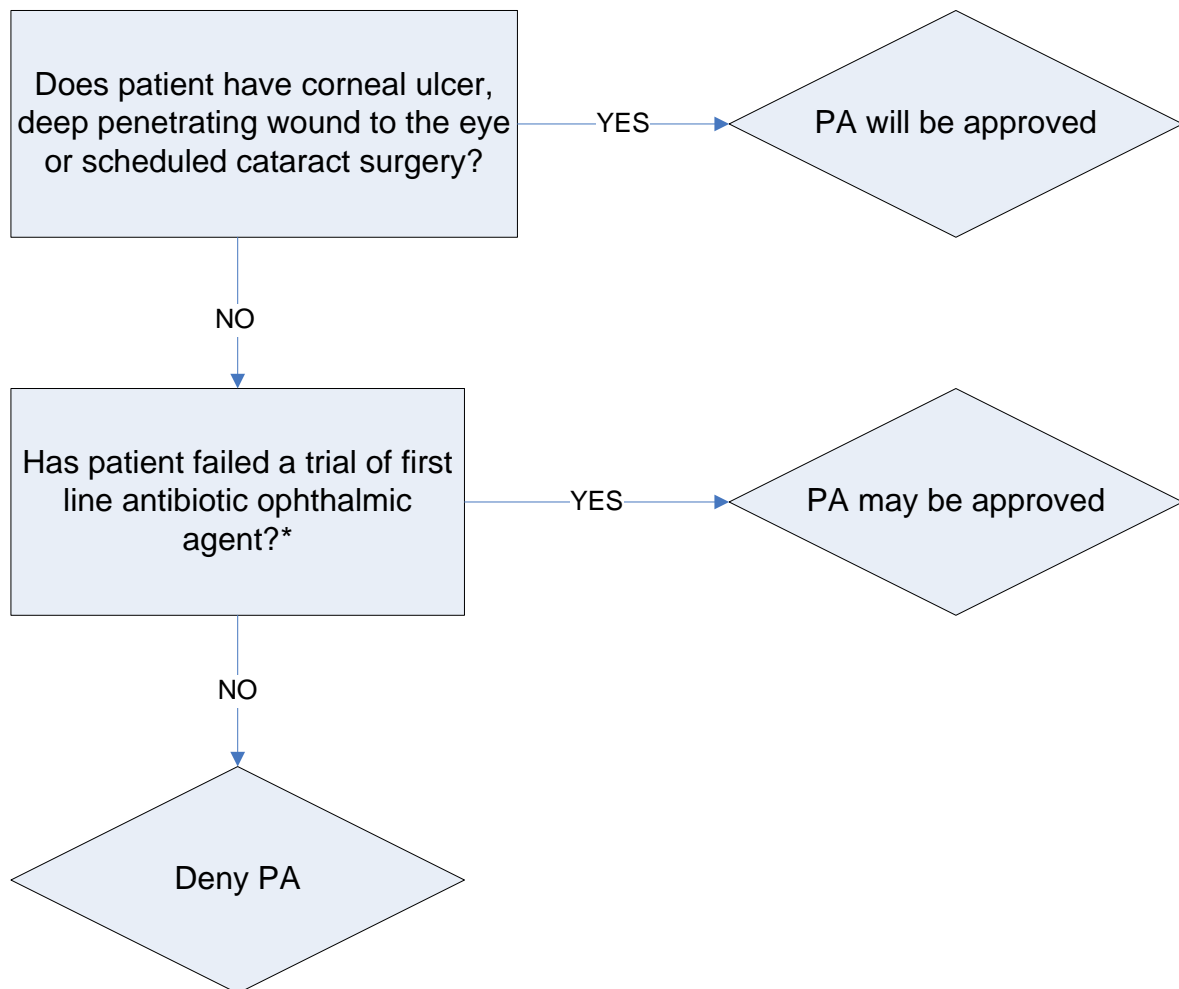 Does patient have corneal ulcer,
deep penetrating wound to the eye
or scheduled cataract surgery?
YES
PA will be approved
NO
Has patient failed a trial of first
line antibiotic ophthalmic
agent?*
YES
PA may be approved
NO
Deny PA